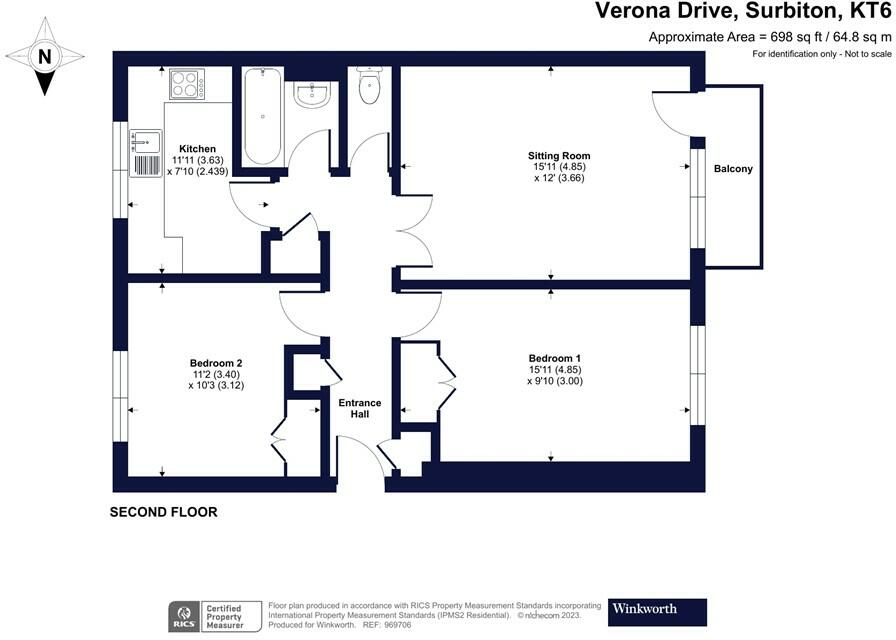 Verona Drive, Surbiton, KT6
Approximate Area = 698 sq ft / 64.8 sq m
For identification only - Not to scale
N
Kitchen
11'11 (3.63)
x 7'10 (2.439)
Sitting Room
15'11 (4.85)
x 12' (3.66)
Balcony
Bedroom 2
11'2 (3.40)
x 10'3 (3.12)
Bedroom 1
15'11 (4.85)
x 9'10 (3.00)
Entrance
Hall
SECOND FLOOR
RICS
Certified
Property
Measurer
Floor plan produced in accordance with RICS Property Measurement Standards incorporating
International Property Measurement Standards (IPMS2 Residential). © nichecom 2023.
Produced for Winkworth. REF: 969706
Winkworth